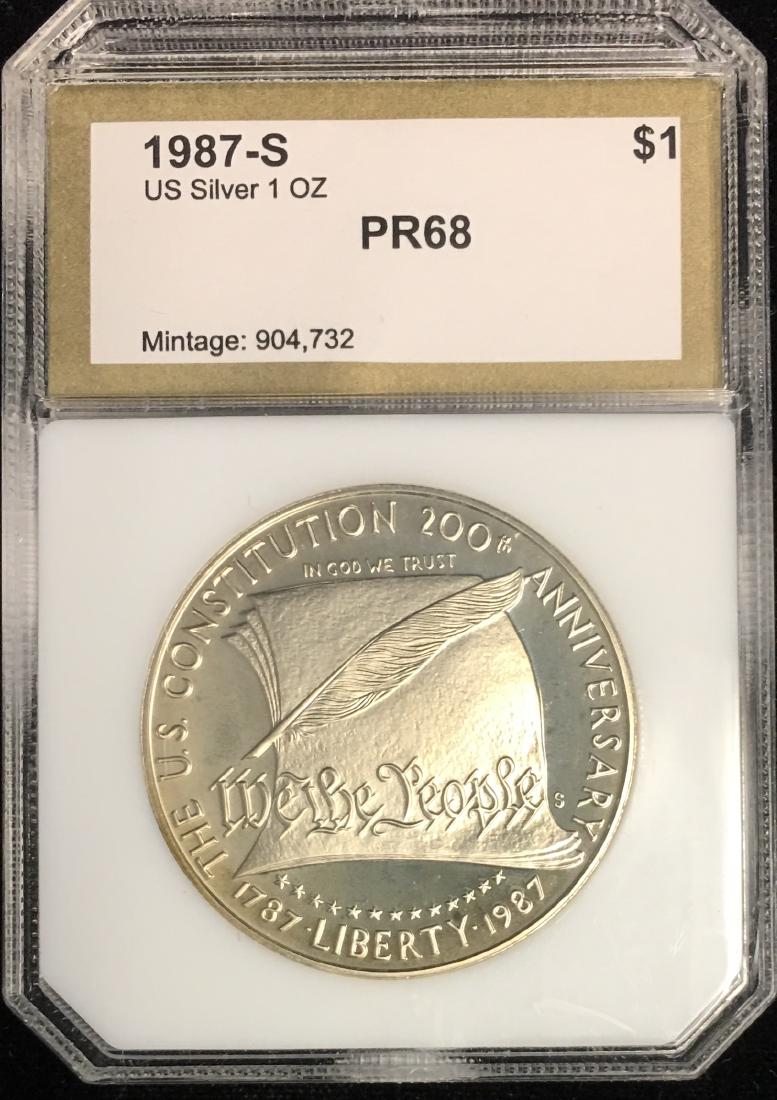 1987-S $1
US Silver 1 OZ
PR68
Mintage: 904,732
THE U.S. CONSTITUTION 200th ANNIVERSARY
IN GOD WE TRUST
We the People
S
1787 · LIBERTY · 1987